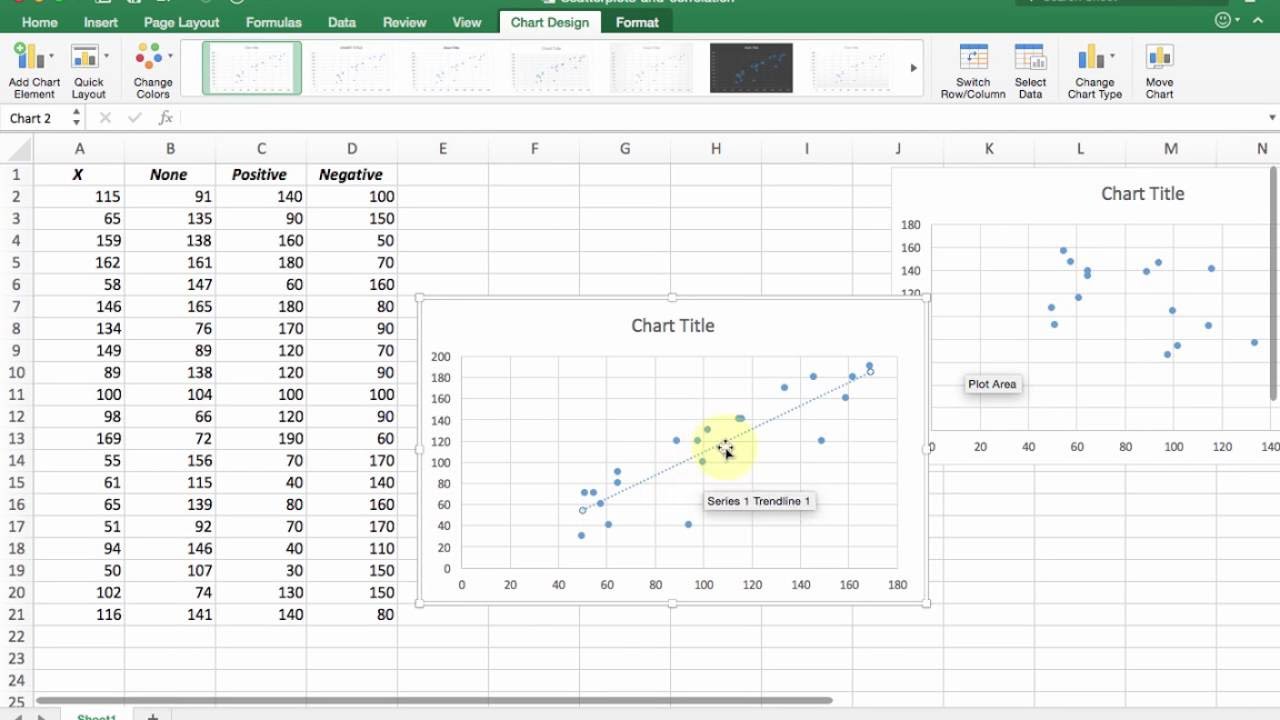 Scatterplots and Correlation
Home Insert Page Layout Formulas Data Review View Chart Design Format
Add Chart Element Quick Layout Change Colors Switch Row/Column Select Data Change Chart Type Move Chart
Chart 2 fx
A B C D E F G H I J K L M N
1 X None Positive Negative
2 115 91 140 100
3 65 135 90 150
4 159 138 160 50
5 162 161 180 70
6 58 147 60 160
7 146 165 180 80
8 134 76 170 90
9 149 89 120 70
10 89 138 120 90
11 100 104 100 100
12 98 66 120 90
13 169 72 190 60
14 55 156 70 170
15 61 115 40 140
16 65 139 80 160
17 51 92 70 170
18 94 146 40 110
19 50 107 30 150
20 102 74 130 150
21 116 141 140 80
22
23
24
25
Chart Title
200
180
160
140
120
100
80
60
40
20
0
0 20 40 60 80 100 120 140 160 180
Series 1 Trendline 1
Chart Title
180
160
140
120
Plot Area
0 20 40 60 80 100 120 140
Sheet1 +